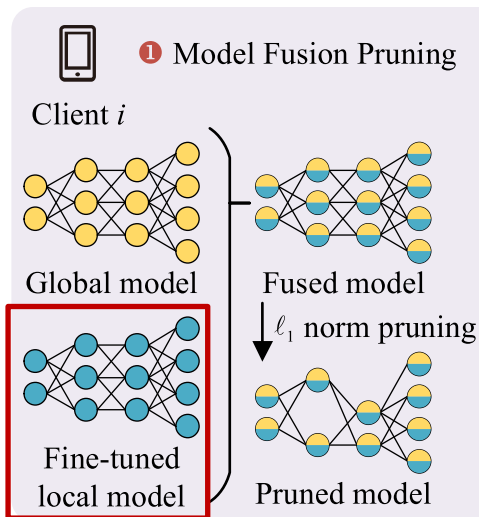 ❶ Model Fusion Pruning
Client i
Global model
Fused model
ℓ₁ norm pruning
Fine-tuned
local model
Pruned model